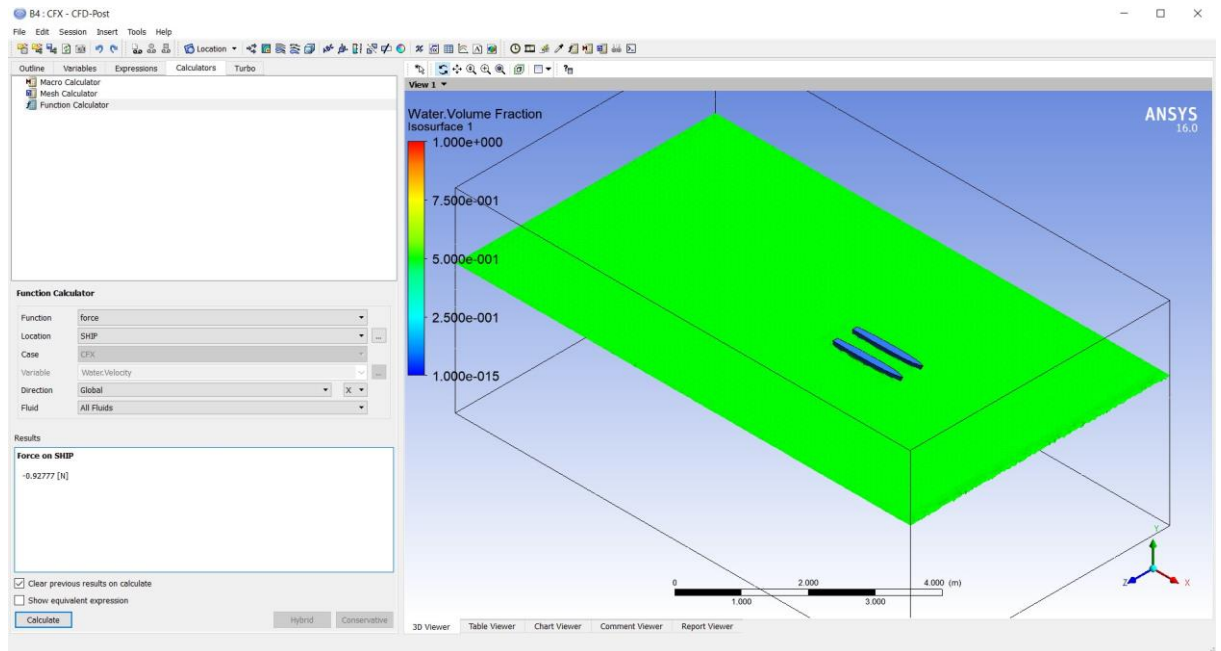 B4 : CFX - CFD-Post
File Edit Session Insert Tools Help
Location
Outline Variables Expressions Calculators Turbo
Macro Calculator
Mesh Calculator
Function Calculator
Function Calculator
Function force
Location SHIP ...
Case CFX
Variable Water.Velocity ...
Direction Global X
Fluid All Fluids
Results
Force on SHIP
-0.92777 [N]
Clear previous results on calculate
Show equivalent expression
Calculate Hybrid Conservative
View 1
Water.Volume Fraction
Isosurface 1
1.000e+000
7.500e-001
5.000e-001
2.500e-001
1.000e-015
ANSYS
16.0
0 2.000 4.000 (m)
1.000 3.000
Y
Z X
3D Viewer Table Viewer Chart Viewer Comment Viewer Report Viewer